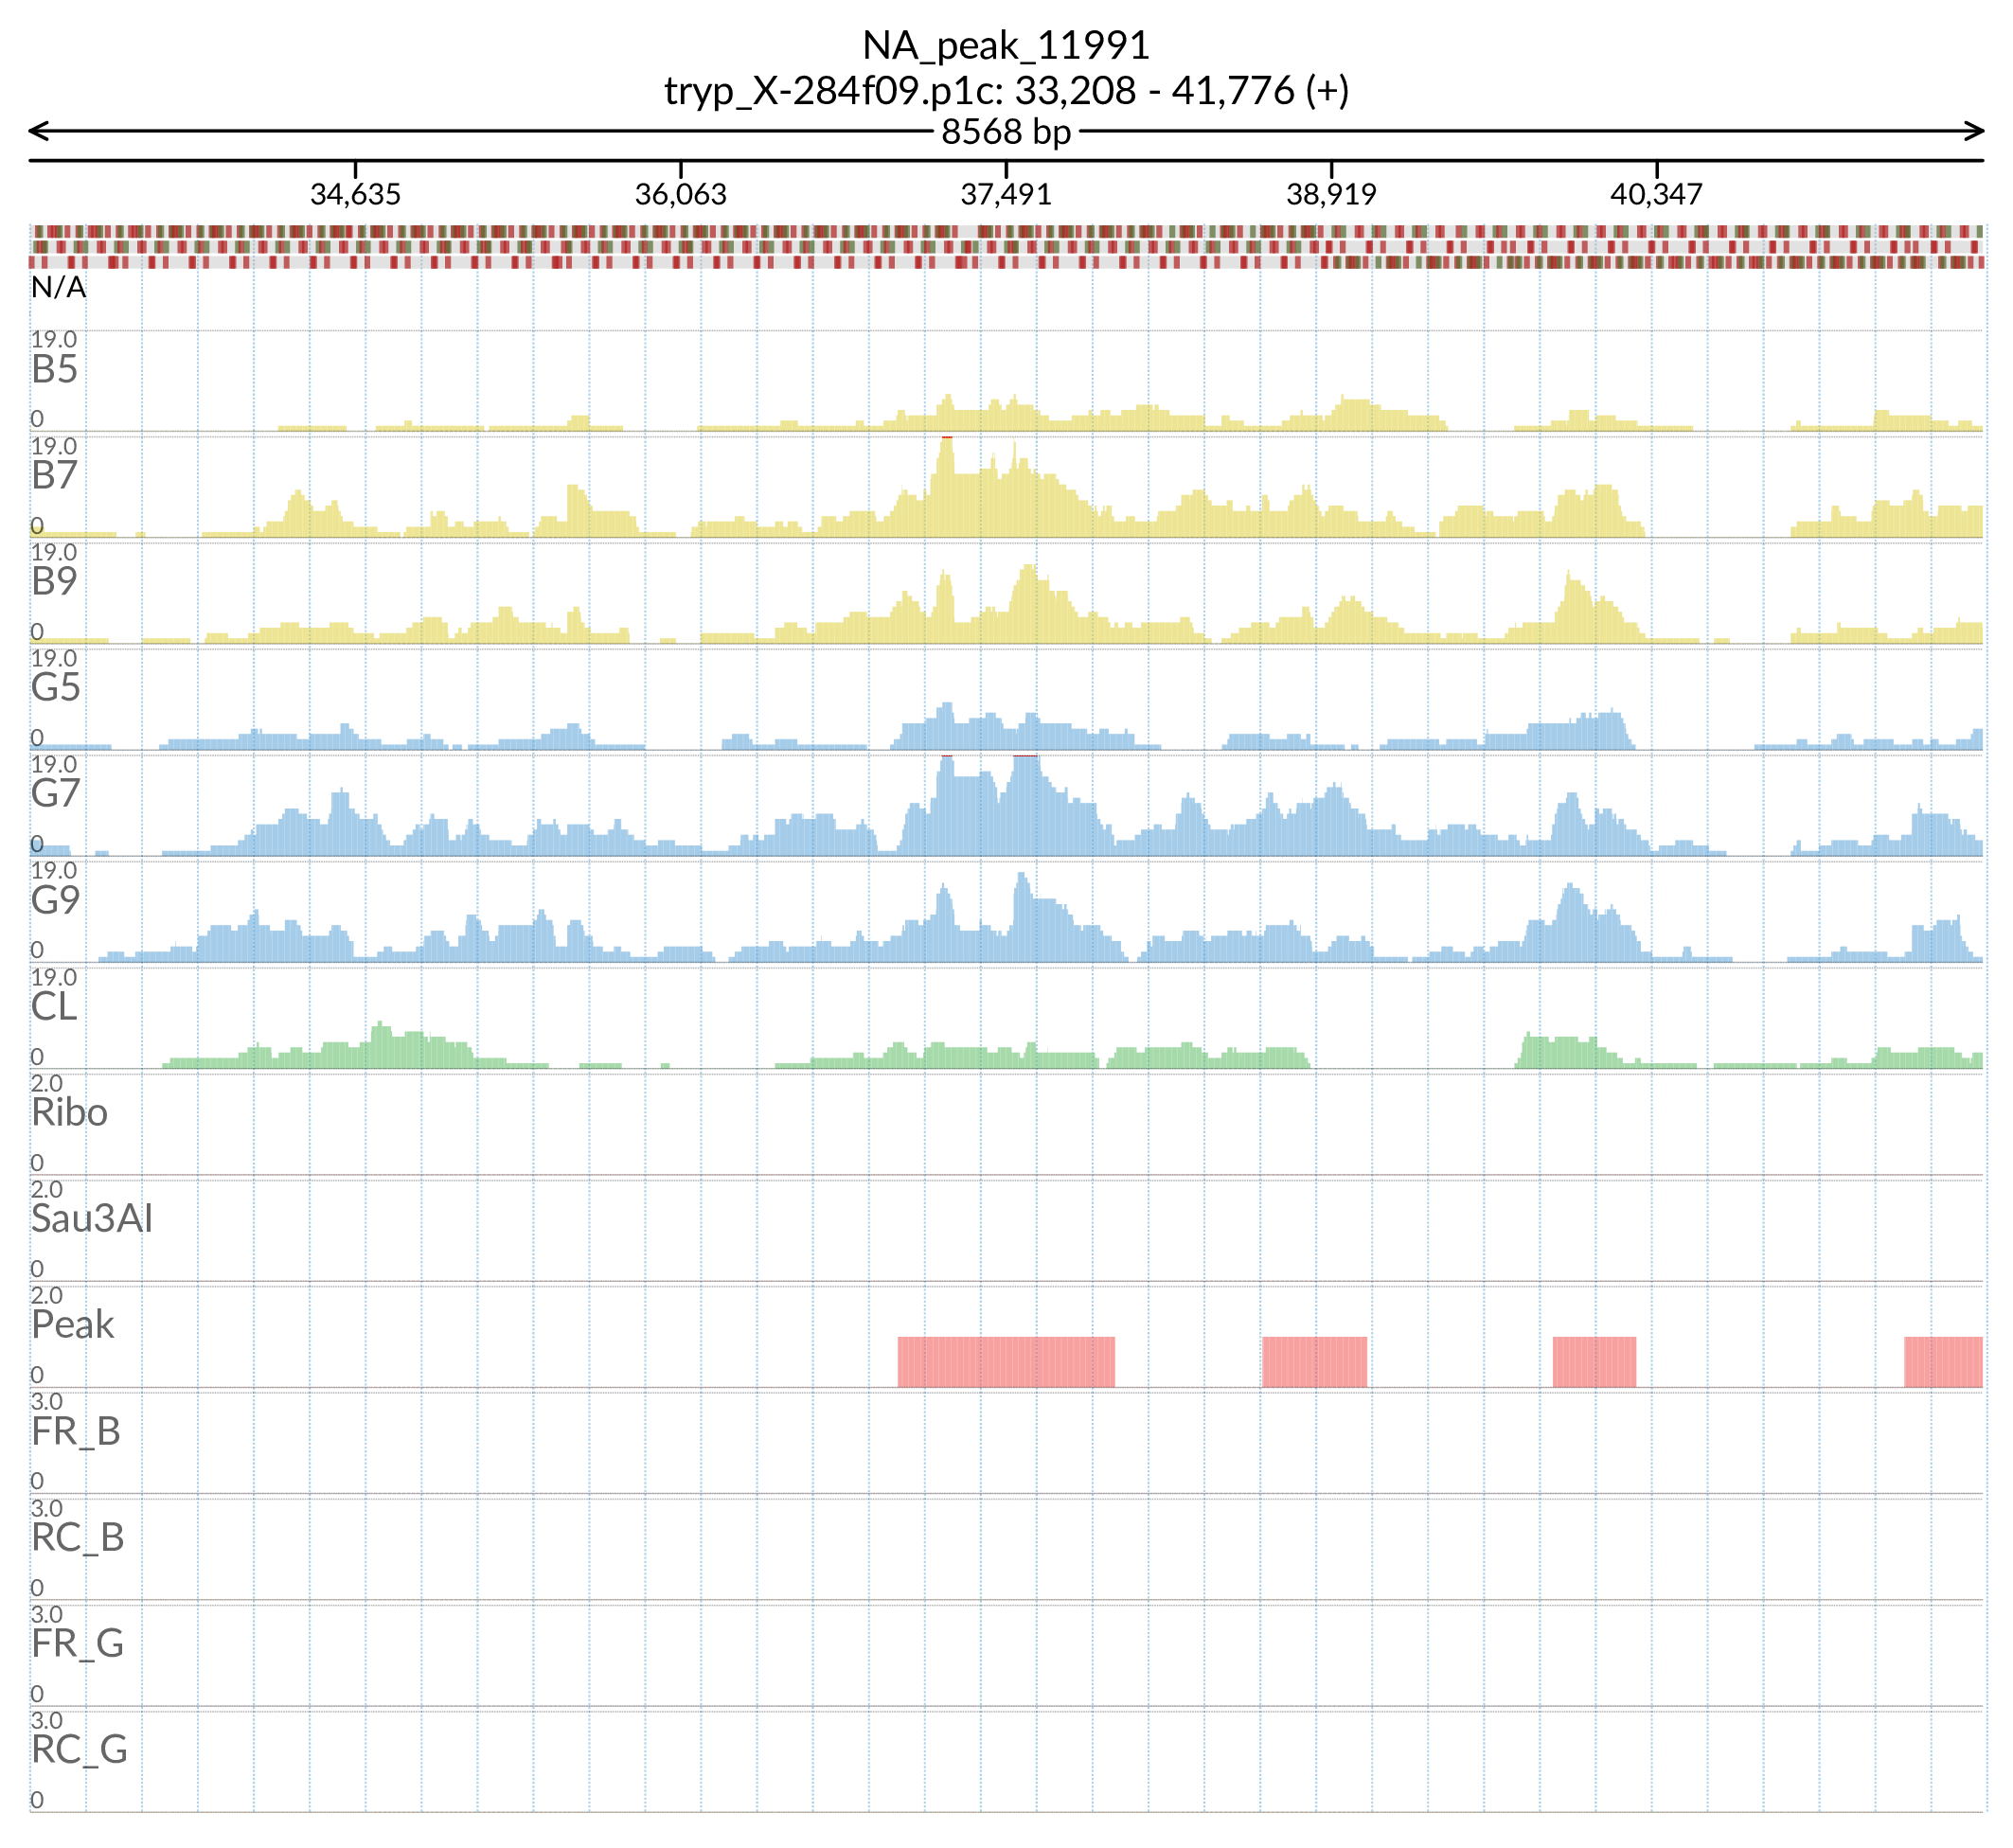 NA_peak_11991
tryp_X-284f09.p1c: 33,208 - 41,776 (+)
8568 bp
34,635 36,063 37,491 38,919 40,347
N/A
19.0
B5
0
19.0
B7
0
19.0
B9
0
19.0
G5
0
19.0
G7
0
19.0
G9
0
19.0
CL
0
2.0
Ribo
0
2.0
Sau3AI
0
2.0
Peak
0
3.0
FR_B
0
3.0
RC_B
0
3.0
FR_G
0
3.0
RC_G
0